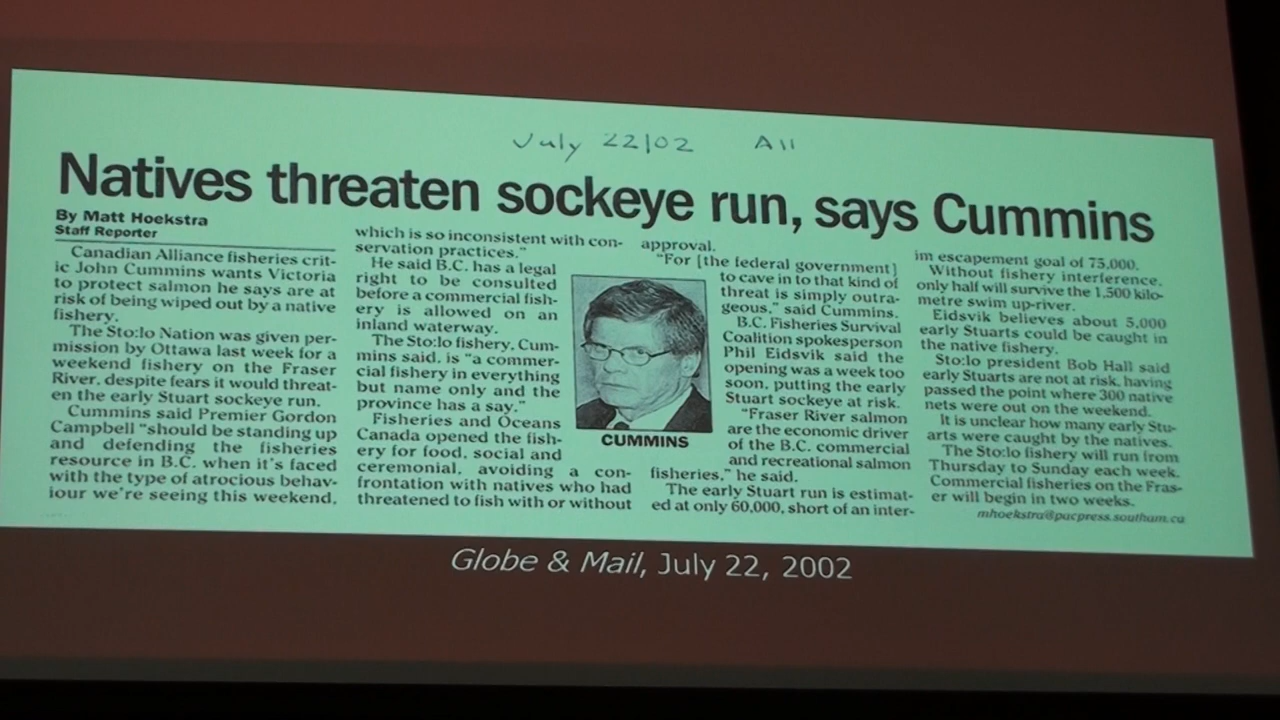 July 22/02 All
Natives threaten sockeye run, says Cummins
By Matt Hoekstra
Staff Reporter
Canadian Alliance fisheries crit-
ic John Cummins wants Victoria
to protect salmon he says are at
risk of being wiped out by a native
fishery.
The Sto:lo Nation was given per-
mission by Ottawa last week for a
weekend fishery on the Fraser
River, despite fears it would threat-
en the early Stuart sockeye run.
Cummins said Premier Gordon
Campbell "should be standing up
and defending the fisheries
resource in B.C. when it's faced
with the type of atrocious behav-
iour we're seeing this weekend,
which is so inconsistent with con-
servation practices."
He said B.C. has a legal
right to be consulted
before a commercial fish-
ery is allowed on an
inland waterway.
The Sto:lo fishery, Cum-
mins said, is "a commer-
cial fishery in everything
but name only and the
province has a say."
Fisheries and Oceans
Canada opened the fish-
ery for food, social and
ceremonial, avoiding a con-
frontation with natives who had
threatened to fish with or without
approval.
"For [the federal government]
to cave in to that kind of
threat is simply outra-
geous," said Cummins.
B.C. Fisheries Survival
Coalition spokesperson
Phil Eidsvik said the
opening was a week too
soon, putting the early
Stuart sockeye at risk.
"Fraser River salmon
are the economic driver
of the B.C. commercial
and recreational salmon
fisheries," he said.
The early Stuart run is estimat-
ed at only 60,000, short of an inter-
im escapement goal of 75,000.
Without fishery interference,
only half will survive the 1,500 kilo-
metre swim up-river.
Eidsvik believes about 5,000
early Stuarts could be caught in
the native fishery.
Sto:lo president Bob Hall said
early Stuarts are not at risk, having
passed the point where 300 native
nets were out on the weekend.
It is unclear how many early Stu-
arts were caught by the natives.
The Sto:lo fishery will run from
Thursday to Sunday each week.
Commercial fisheries on the Fras-
er will begin in two weeks.
mhoekstra@pacpress.southam.ca
CUMMINS
Globe & Mail, July 22, 2002